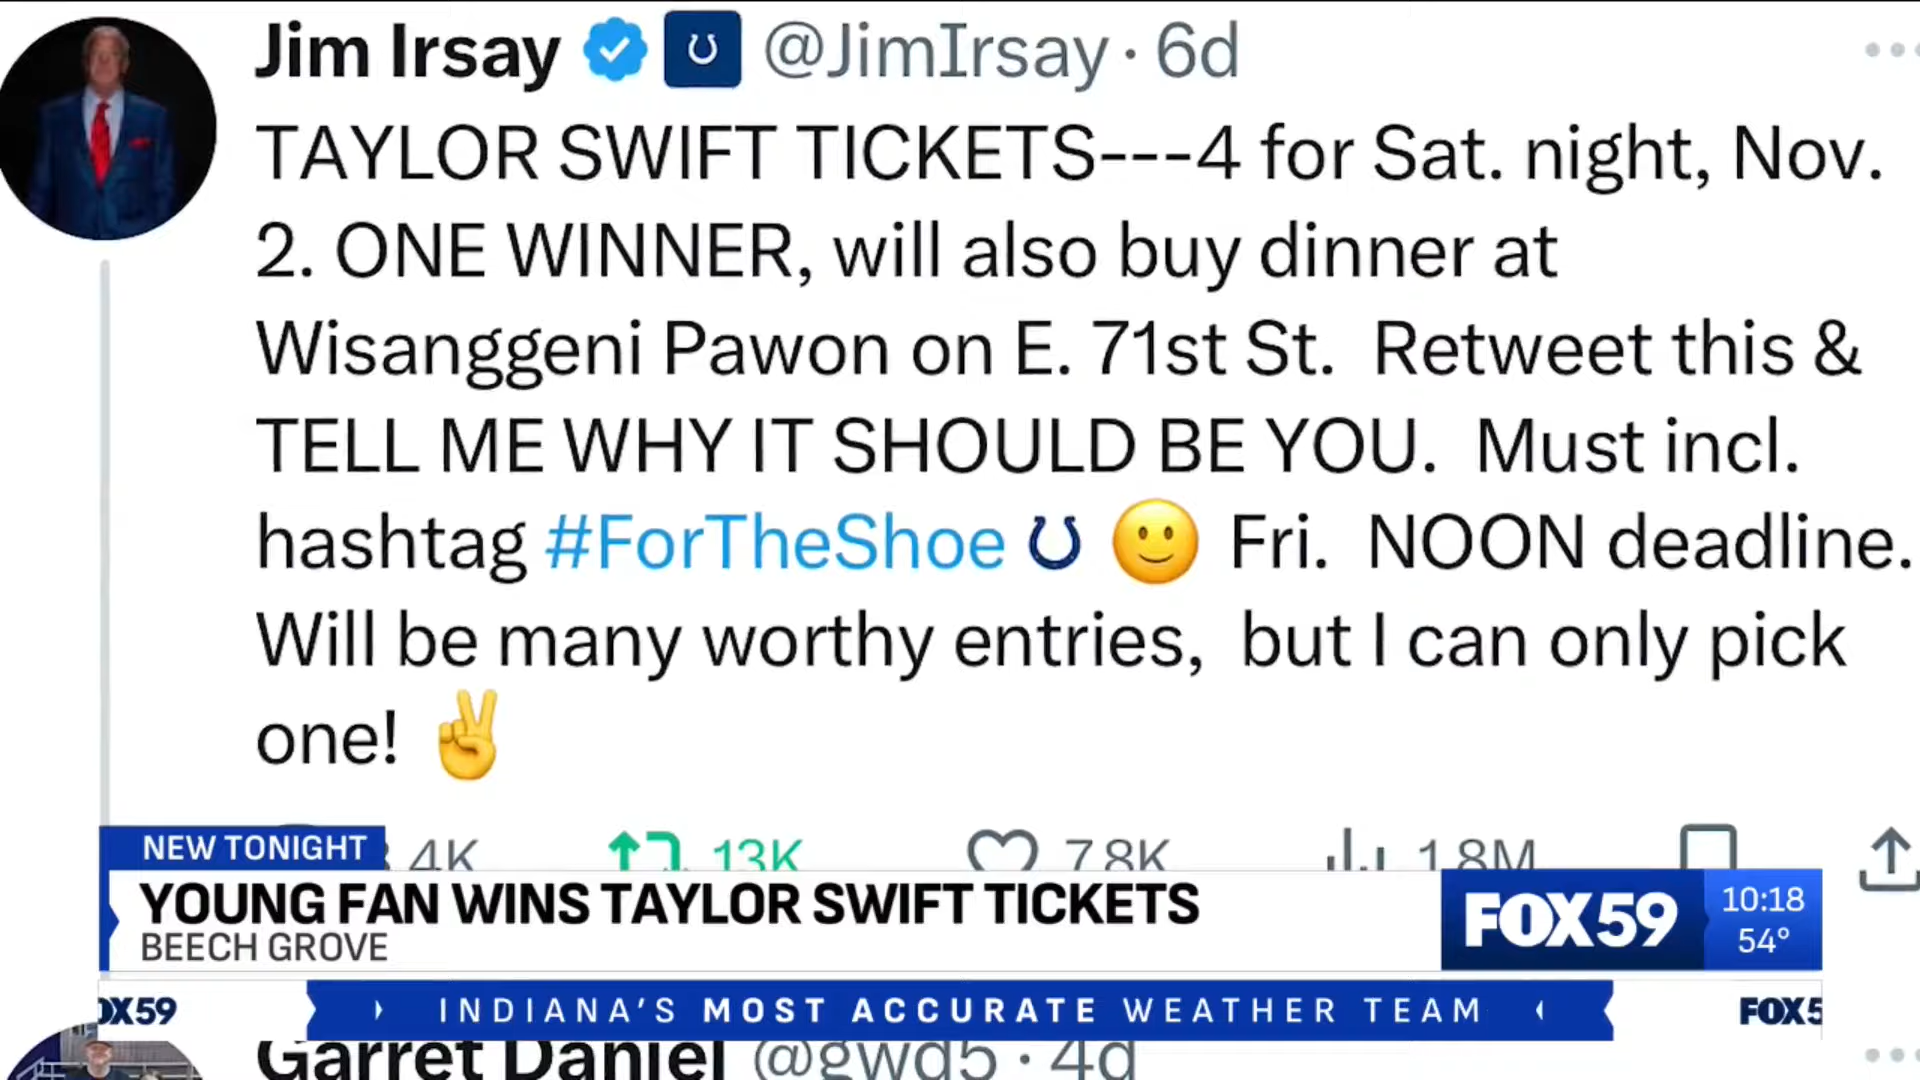 Jim Irsay @JimIrsay · 6d
TAYLOR SWIFT TICKETS---4 for Sat. night, Nov.
2. ONE WINNER, will also buy dinner at
Wisanggeni Pawon on E. 71st St. Retweet this &
TELL ME WHY IT SHOULD BE YOU. Must incl.
hashtag #ForTheShoe 🙂 Fri. NOON deadline.
Will be many worthy entries, but I can only pick
one! ✌️
4K 13K 7.8K 1.8M
NEW TONIGHT
YOUNG FAN WINS TAYLOR SWIFT TICKETS
BEECH GROVE
FOX59
10:18
54°
OX59 INDIANA'S MOST ACCURATE WEATHER TEAM FOX5
Garret Daniel @gwd5 · 4d